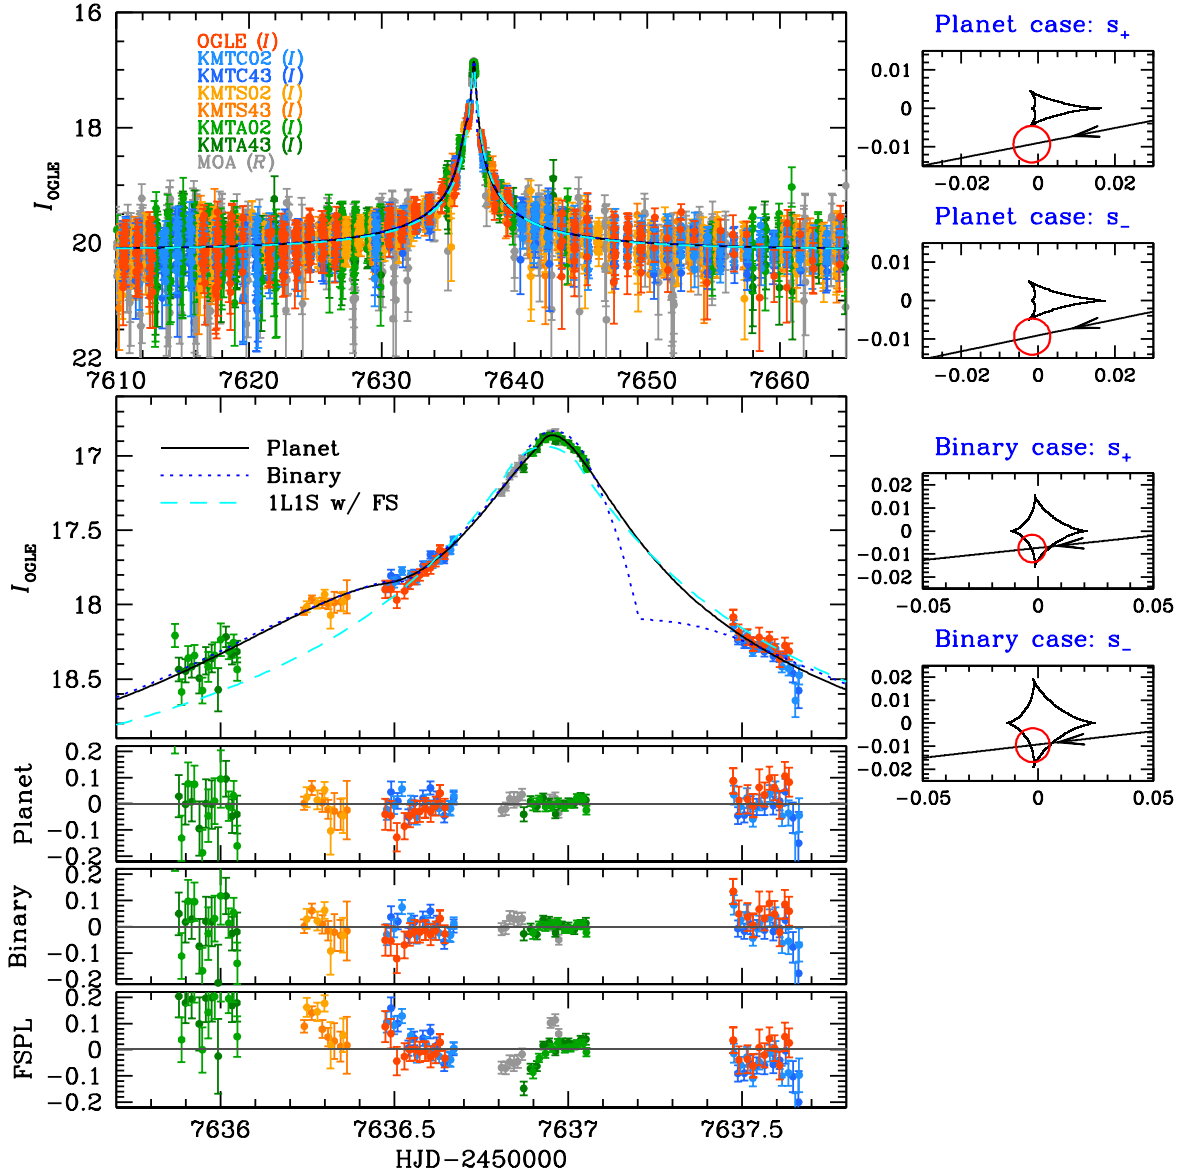 16
18
20
22
I_OGLE
OGLE (I)
KMTC02 (I)
KMTC43 (I)
KMTS02 (I)
KMTS43 (I)
KMTA02 (I)
KMTA43 (I)
MOA (R)
7610 7620 7630 7640 7650 7660
Planet case: s₊
0.01
0
−0.01
−0.02 0 0.02
Planet case: s₋
0.01
0
−0.01
−0.02 0 0.02
17
17.5
18
18.5
I_OGLE
Planet
Binary
1L1S w/ FS
Binary case: s₊
0.02
0.01
0
−0.01
−0.02
−0.05 0 0.05
Binary case: s₋
0.02
0.01
0
−0.01
−0.02
−0.05 0 0.05
Planet
0.2
0.1
0
−0.1
−0.2
Binary
0.2
0.1
0
−0.1
−0.2
FSPL
0.2
0.1
0
−0.1
−0.2
7636 7636.5 7637 7637.5
HJD−2450000